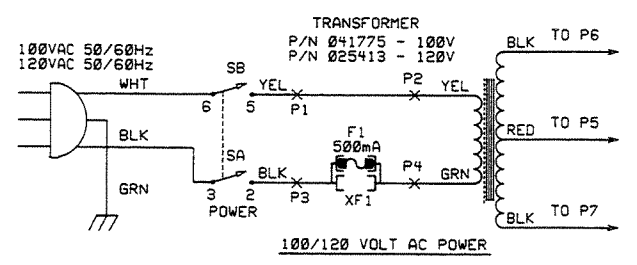 TRANSFORMER
P/N 041775 - 100V
P/N 025413 - 120V
100VAC 50/60Hz
120VAC 50/60Hz
BLK
TO P6
WHT
SB
YEL
P2
YEL
6
5
P1
F1
500mA
RED
TO P5
BLK
SA
BLK
P4
GRN
GRN
3
2
P3
XF1
POWER
BLK
TO P7
100/120 VOLT AC POWER